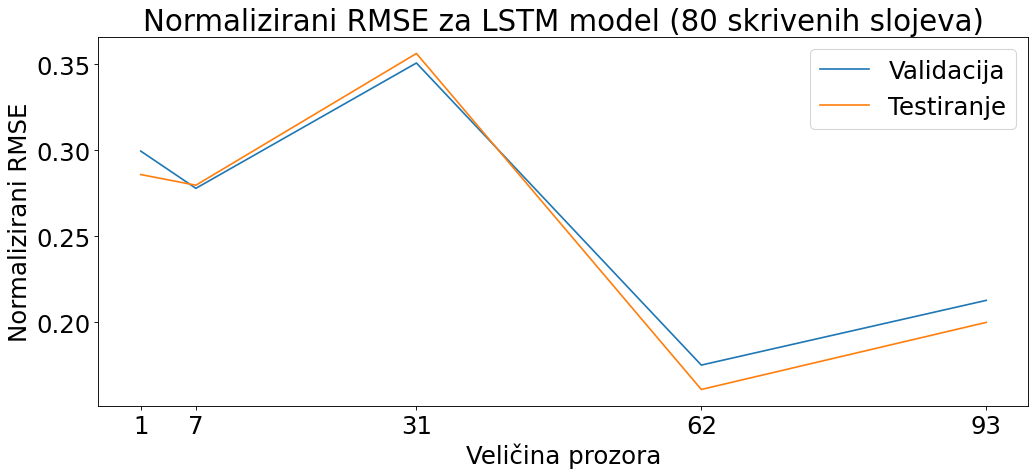 Normalizirani RMSE za LSTM model (80 skrivenih slojeva)
Normalizirani RMSE
0.35
0.30
0.25
0.20
Validacija
Testiranje
1 7 31 62 93
Veličina prozora